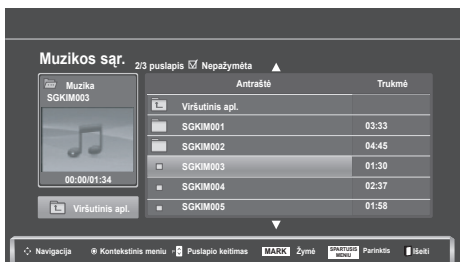 Muzikos sąr. 2/3 puslapis ☑ Nepažymėta
Muzika
SGKIM003
00:00/01:34
Viršutinis apl.
Antraštė Trukmė
Viršutinis apl.
SGKIM001 03:33
SGKIM002 04:45
SGKIM003 01:30
SGKIM004 02:37
SGKIM005 01:58
Navigacija Kontekstinis meniu Puslapio keitimas MARK Žymė SPARTUSIS MENIU Parinktis Išeiti